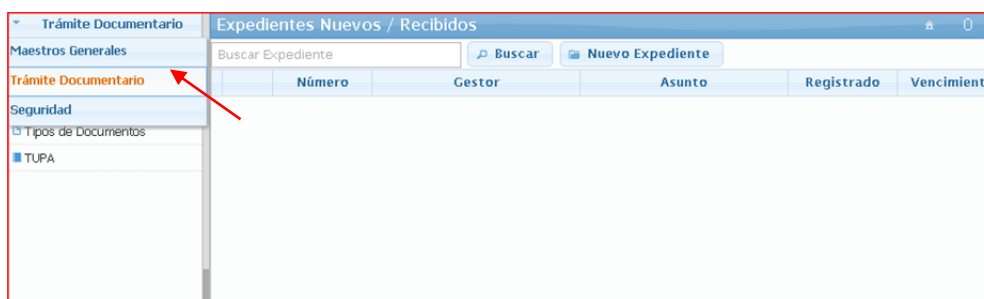 Trámite Documentario
Expedientes Nuevos / Recibidos
0
Maestros Generales
Buscar Expediente
Buscar
Nuevo Expediente
Trámite Documentario
Número
Gestor
Asunto
Registrado
Vencimient
Seguridad
Tipos de Documentos
TUPA